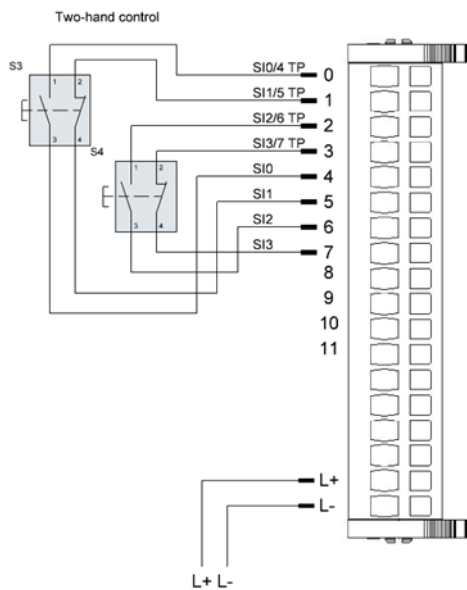 Two-hand control
S3
1 2
3 4
S4
1 2
3 4
SI0/4 TP 0
SI1/5 TP 1
SI2/6 TP 2
SI3/7 TP 3
SI0 4
SI1 5
SI2 6
SI3 7
8
9
10
11
L+
L-
L+ L-